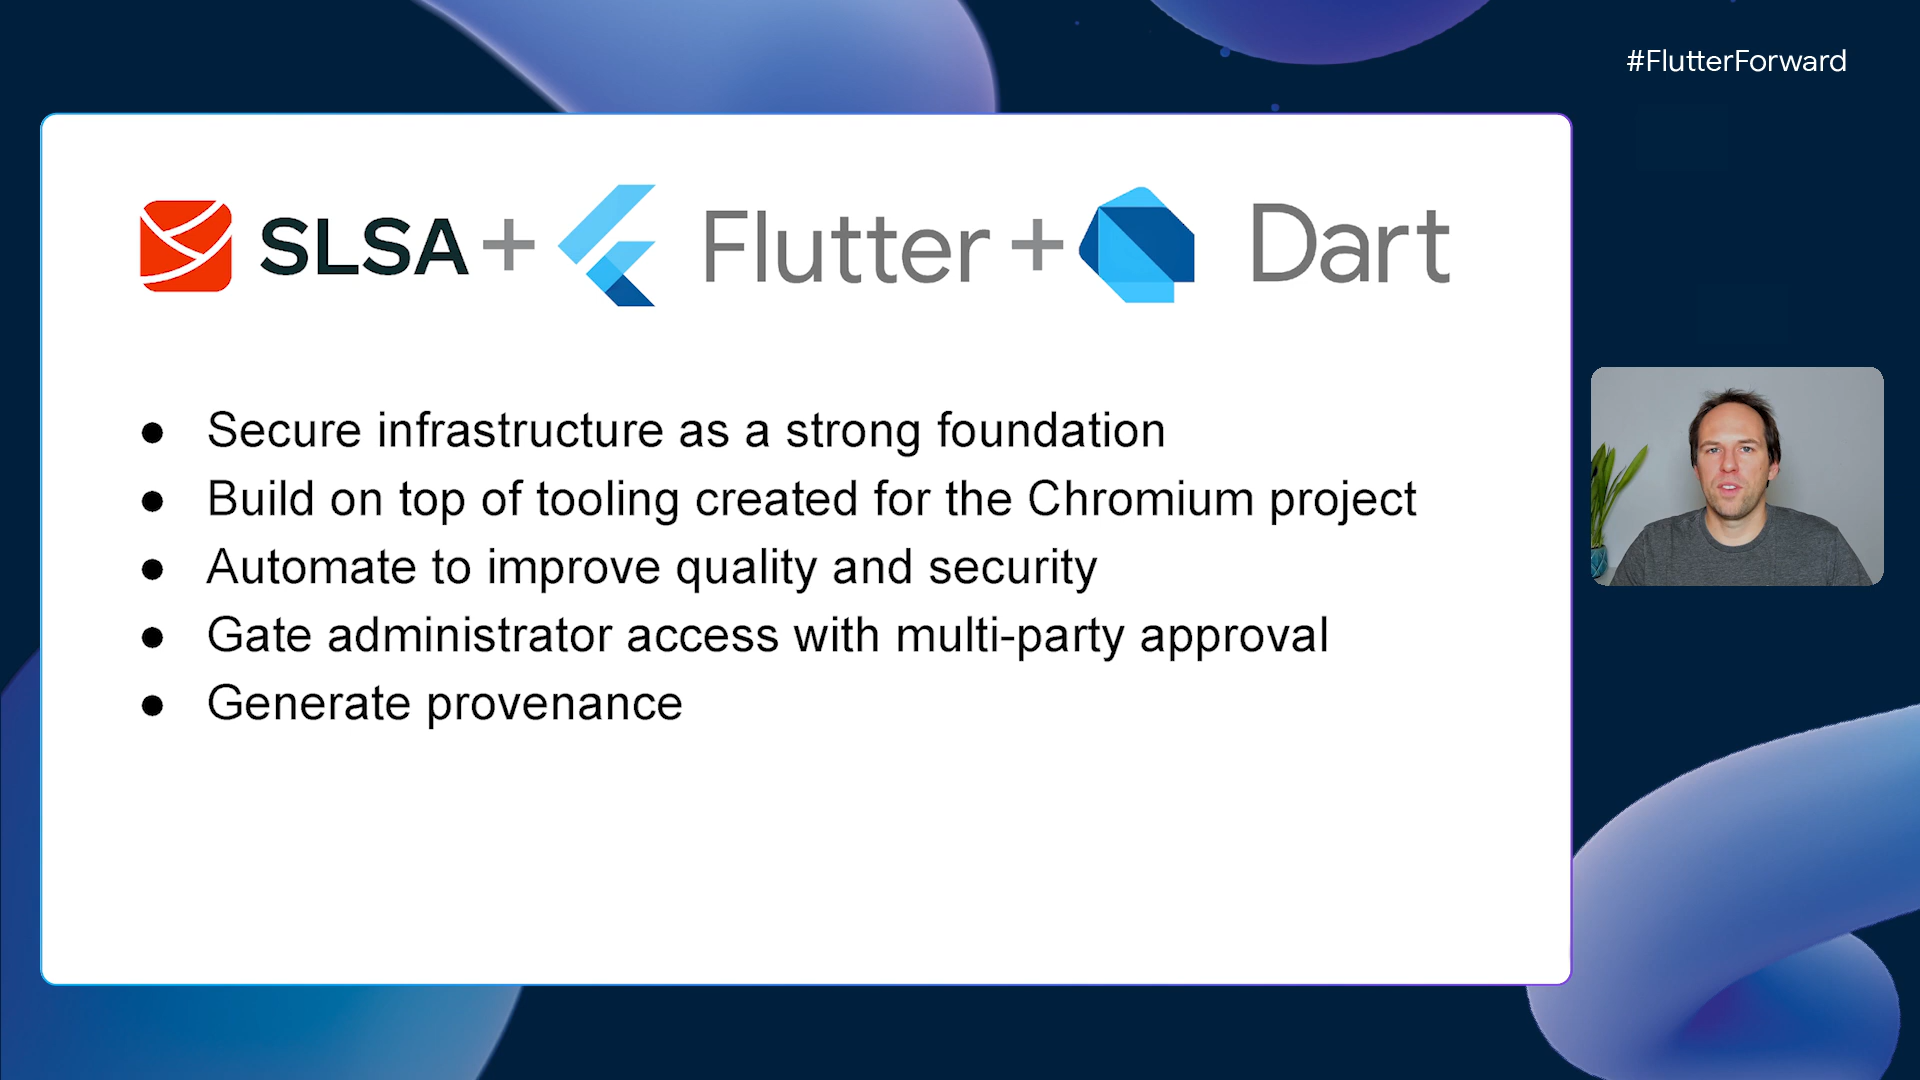 #FlutterForward
SLSA + Flutter + Dart
● Secure infrastructure as a strong foundation
● Build on top of tooling created for the Chromium project
● Automate to improve quality and security
● Gate administrator access with multi-party approval
● Generate provenance